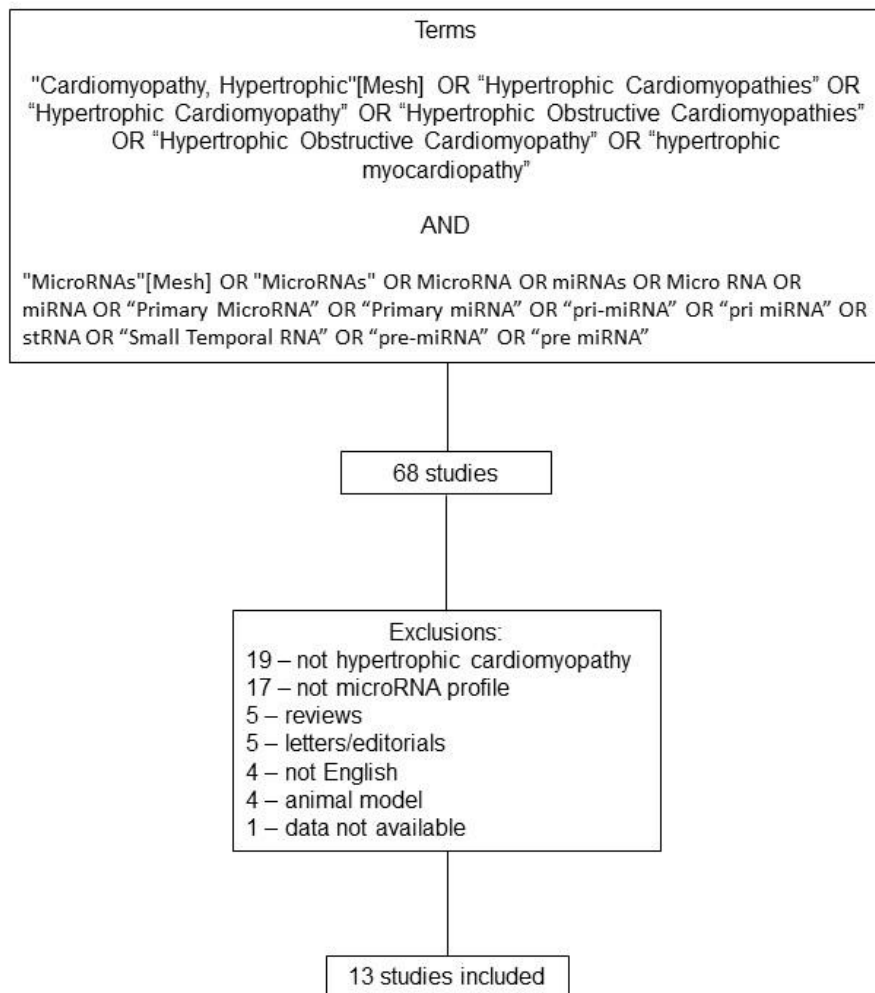 Terms
"Cardiomyopathy, Hypertrophic"[Mesh] OR “Hypertrophic Cardiomyopathies” OR
“Hypertrophic Cardiomyopathy” OR “Hypertrophic Obstructive Cardiomyopathies”
OR “Hypertrophic Obstructive Cardiomyopathy” OR “hypertrophic
myocardiopathy”
AND
"MicroRNAs"[Mesh] OR "MicroRNAs" OR MicroRNA OR miRNAs OR Micro RNA OR
miRNA OR “Primary MicroRNA” OR “Primary miRNA” OR “pri-miRNA” OR “pri miRNA” OR
stRNA OR “Small Temporal RNA” OR “pre-miRNA” OR “pre miRNA”
68 studies
Exclusions:
19 – not hypertrophic cardiomyopathy
17 – not microRNA profile
5 – reviews
5 – letters/editorials
4 – not English
4 – animal model
1 – data not available
13 studies included